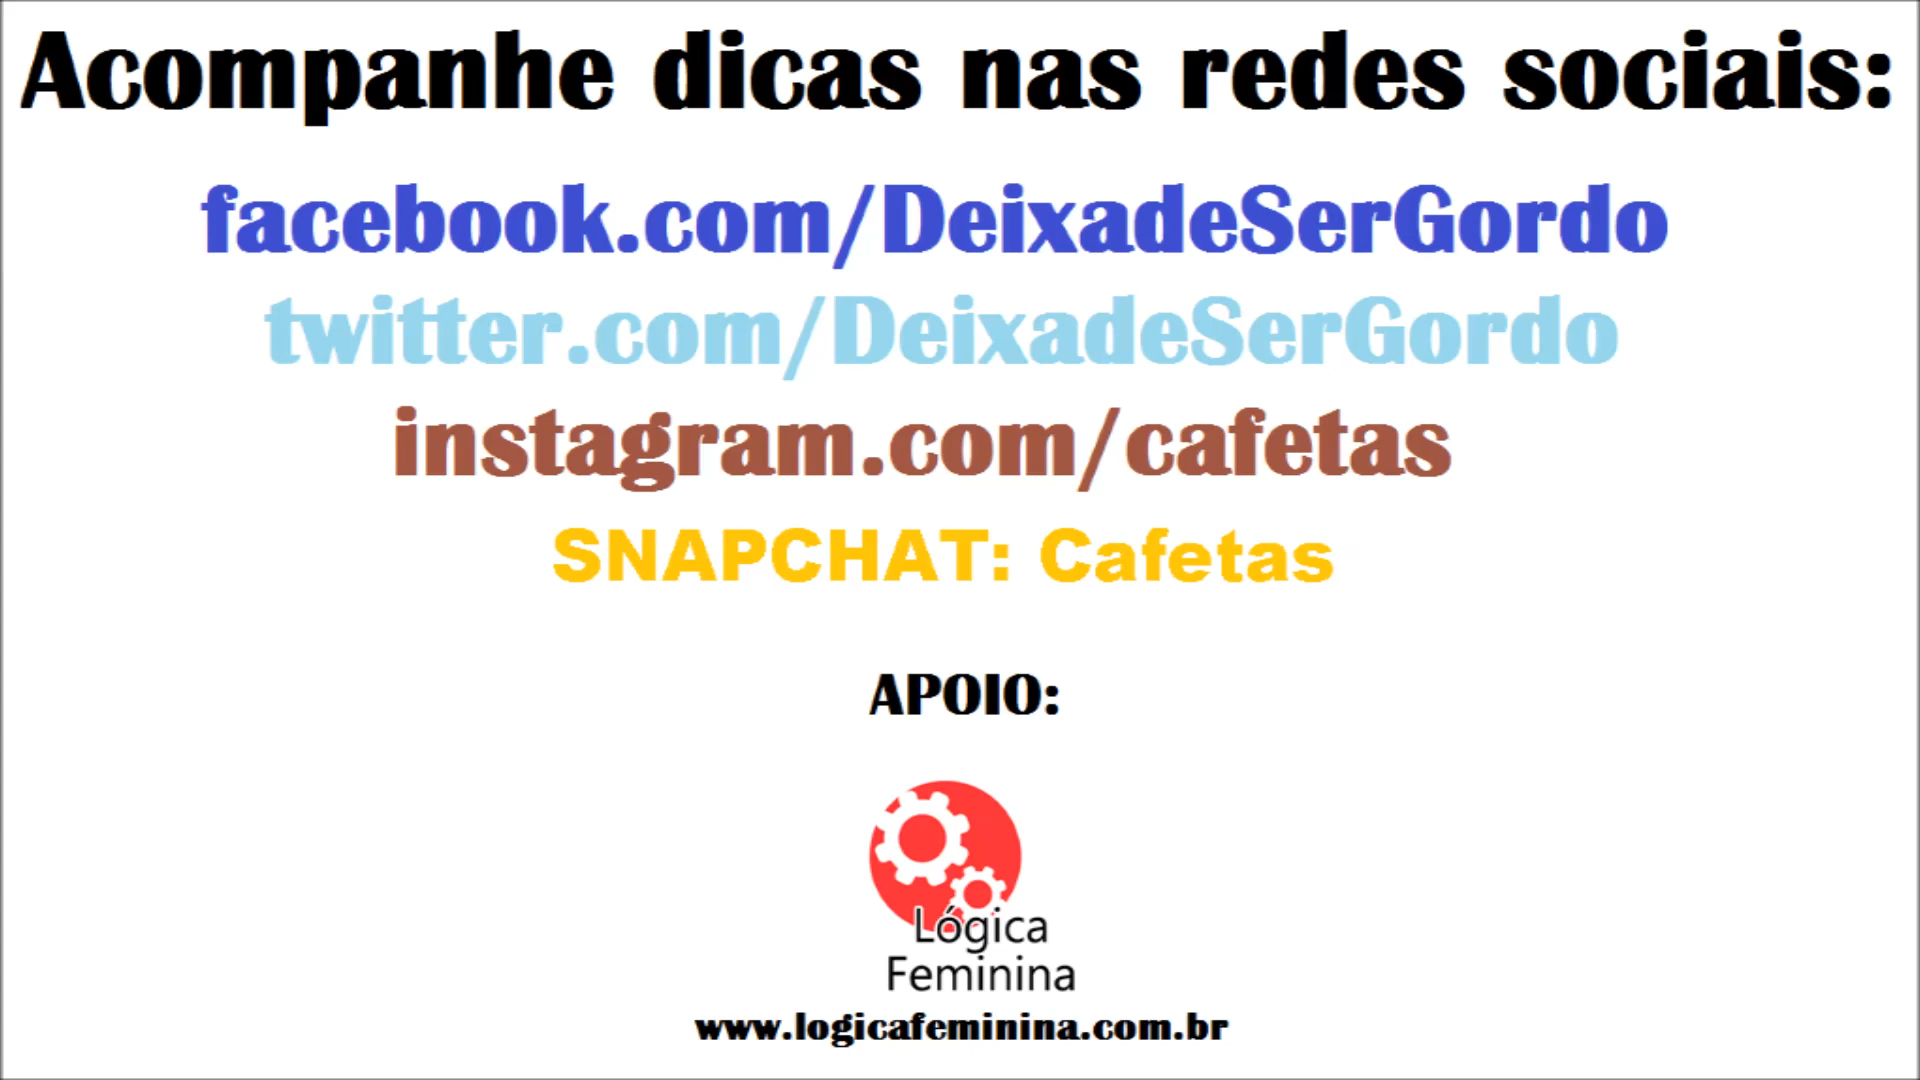 Acompanhe dicas nas redes sociais:
facebook.com/DeixadeSerGordo
twitter.com/DeixadeSerGordo
instagram.com/cafetas
SNAPCHAT: Cafetas
APOIO:
Lógica
Feminina
www.logicafeminina.com.br